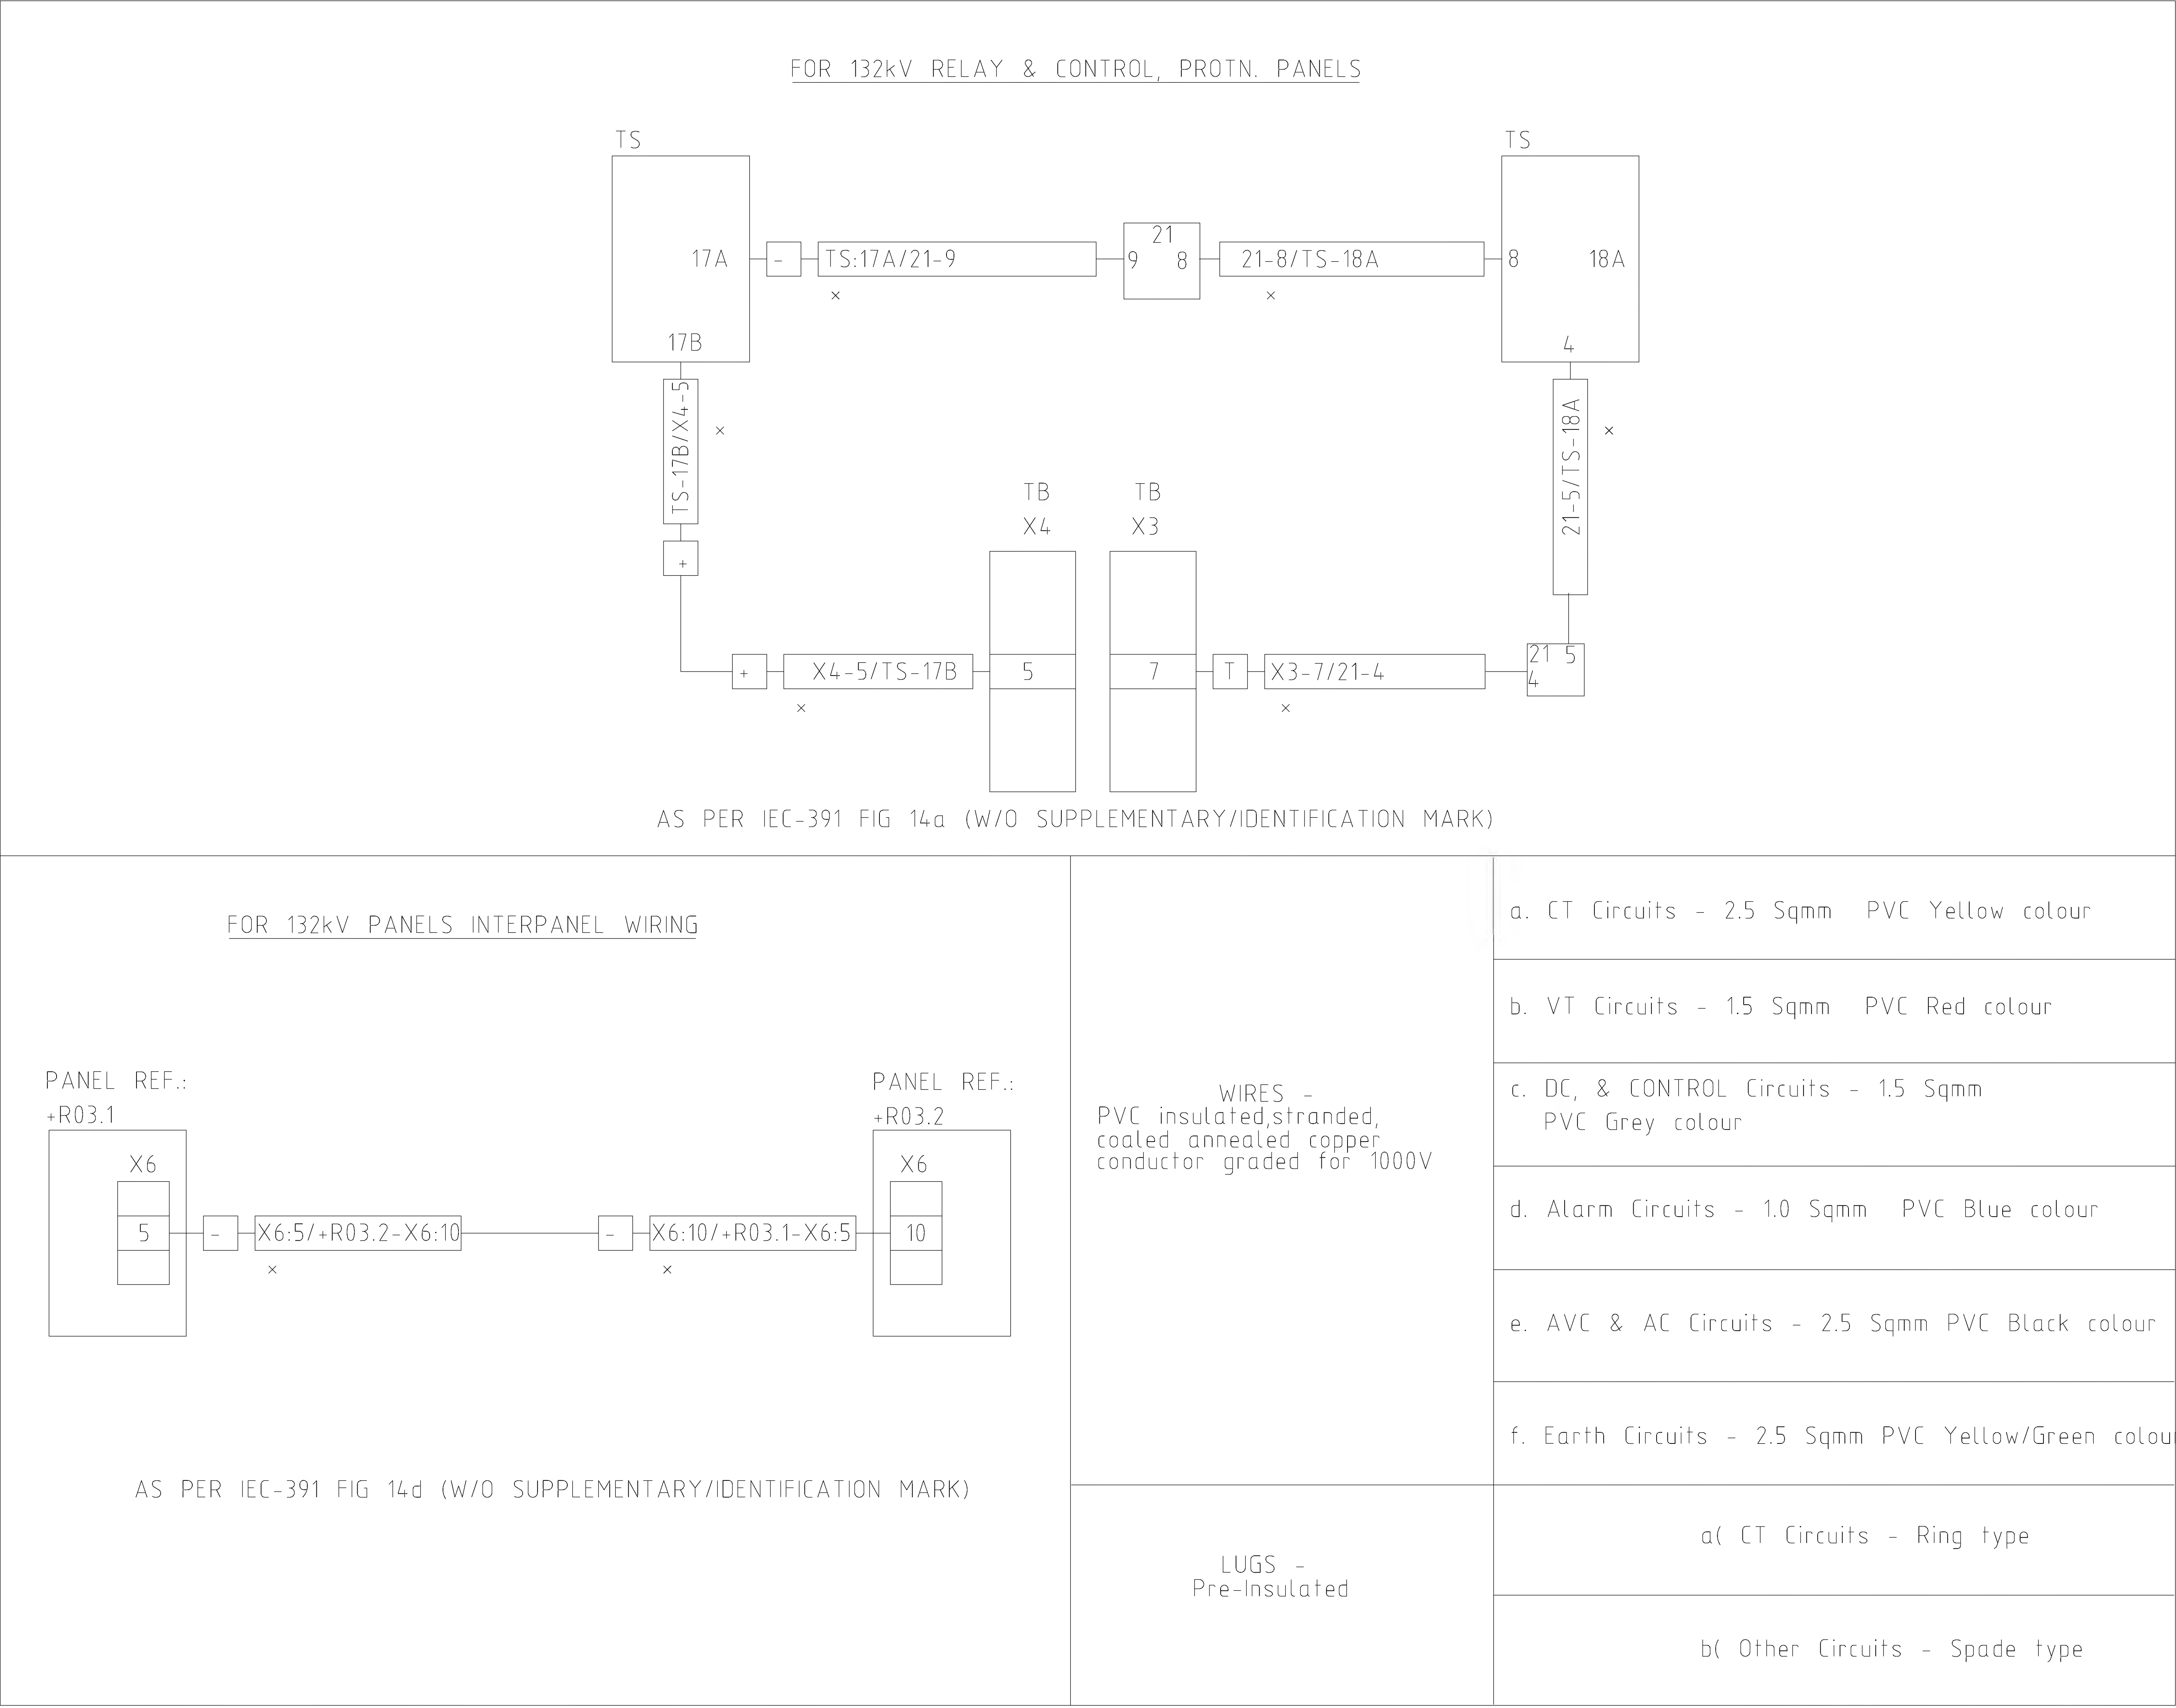 FOR 132kV RELAY & CONTROL, PROTN. PANELS
TS
TS
17A
-
TS:17A/21-9
9
21
8
21-8/TS-18A
8
18A
17B
4
TS-17B/X4-5
21-5/TS-18A
+
TB
X4
TB
X3
+
X4-5/TS-17B
5
7
T
X3-7/21-4
21 5
4
AS PER IEC-391 FIG 14a (W/O SUPPLEMENTARY/IDENTIFICATION MARK)
FOR 132kV PANELS INTERPANEL WIRING
PANEL REF.:
+R03.1
PANEL REF.:
+R03.2
X6
X6
5
-
X6:5/+R03.2-X6:10
-
X6:10/+R03.1-X6:5
10
AS PER IEC-391 FIG 14d (W/O SUPPLEMENTARY/IDENTIFICATION MARK)
WIRES -
PVC insulated,stranded,
coaled annealed copper
conductor graded for 1000V
a. CT Circuits - 2.5 Sqmm PVC Yellow colour
b. VT Circuits - 1.5 Sqmm PVC Red colour
c. DC, & CONTROL Circuits - 1.5 Sqmm
PVC Grey colour
d. Alarm Circuits - 1.0 Sqmm PVC Blue colour
e. AVC & AC Circuits - 2.5 Sqmm PVC Black colour
f. Earth Circuits - 2.5 Sqmm PVC Yellow/Green colou
LUGS -
Pre-Insulated
a( CT Circuits - Ring type
b( Other Circuits - Spade type